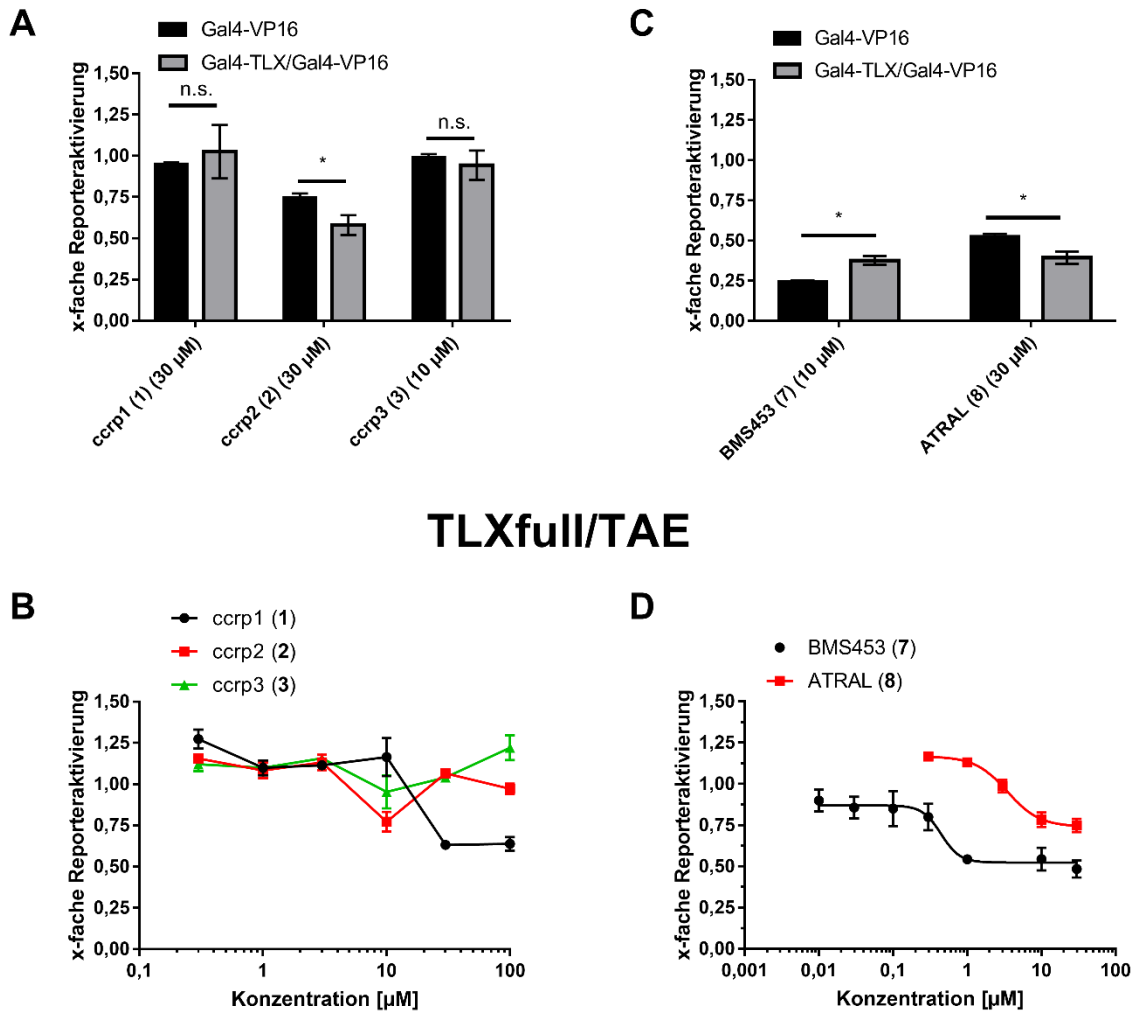 A
Gal4-VP16
Gal4-TLX/Gal4-VP16
x-fache Reporteraktivierung
1,50
1,25
1,00
0,75
0,50
0,25
0,00
n.s.
*
n.s.
ccrp1 (1) (30 µM)
ccrp2 (2) (30 µM)
ccrp3 (3) (10 µM)
C
Gal4-VP16
Gal4-TLX/Gal4-VP16
x-fache Reporteraktivierung
1,50
1,25
1,00
0,75
0,50
0,25
0,00
*
*
BMS453 (7) (10 µM)
ATRAL (8) (30 µM)
TLXfull/TAE
B
ccrp1 (1)
ccrp2 (2)
ccrp3 (3)
x-fache Reporteraktivierung
1,50
1,25
1,00
0,75
0,50
0,25
0,00
0,1 1 10 100
Konzentration [µM]
D
BMS453 (7)
ATRAL (8)
x-fache Reporteraktivierung
1,50
1,25
1,00
0,75
0,50
0,25
0,00
0,001 0,01 0,1 1 10 100
Konzentration [µM]